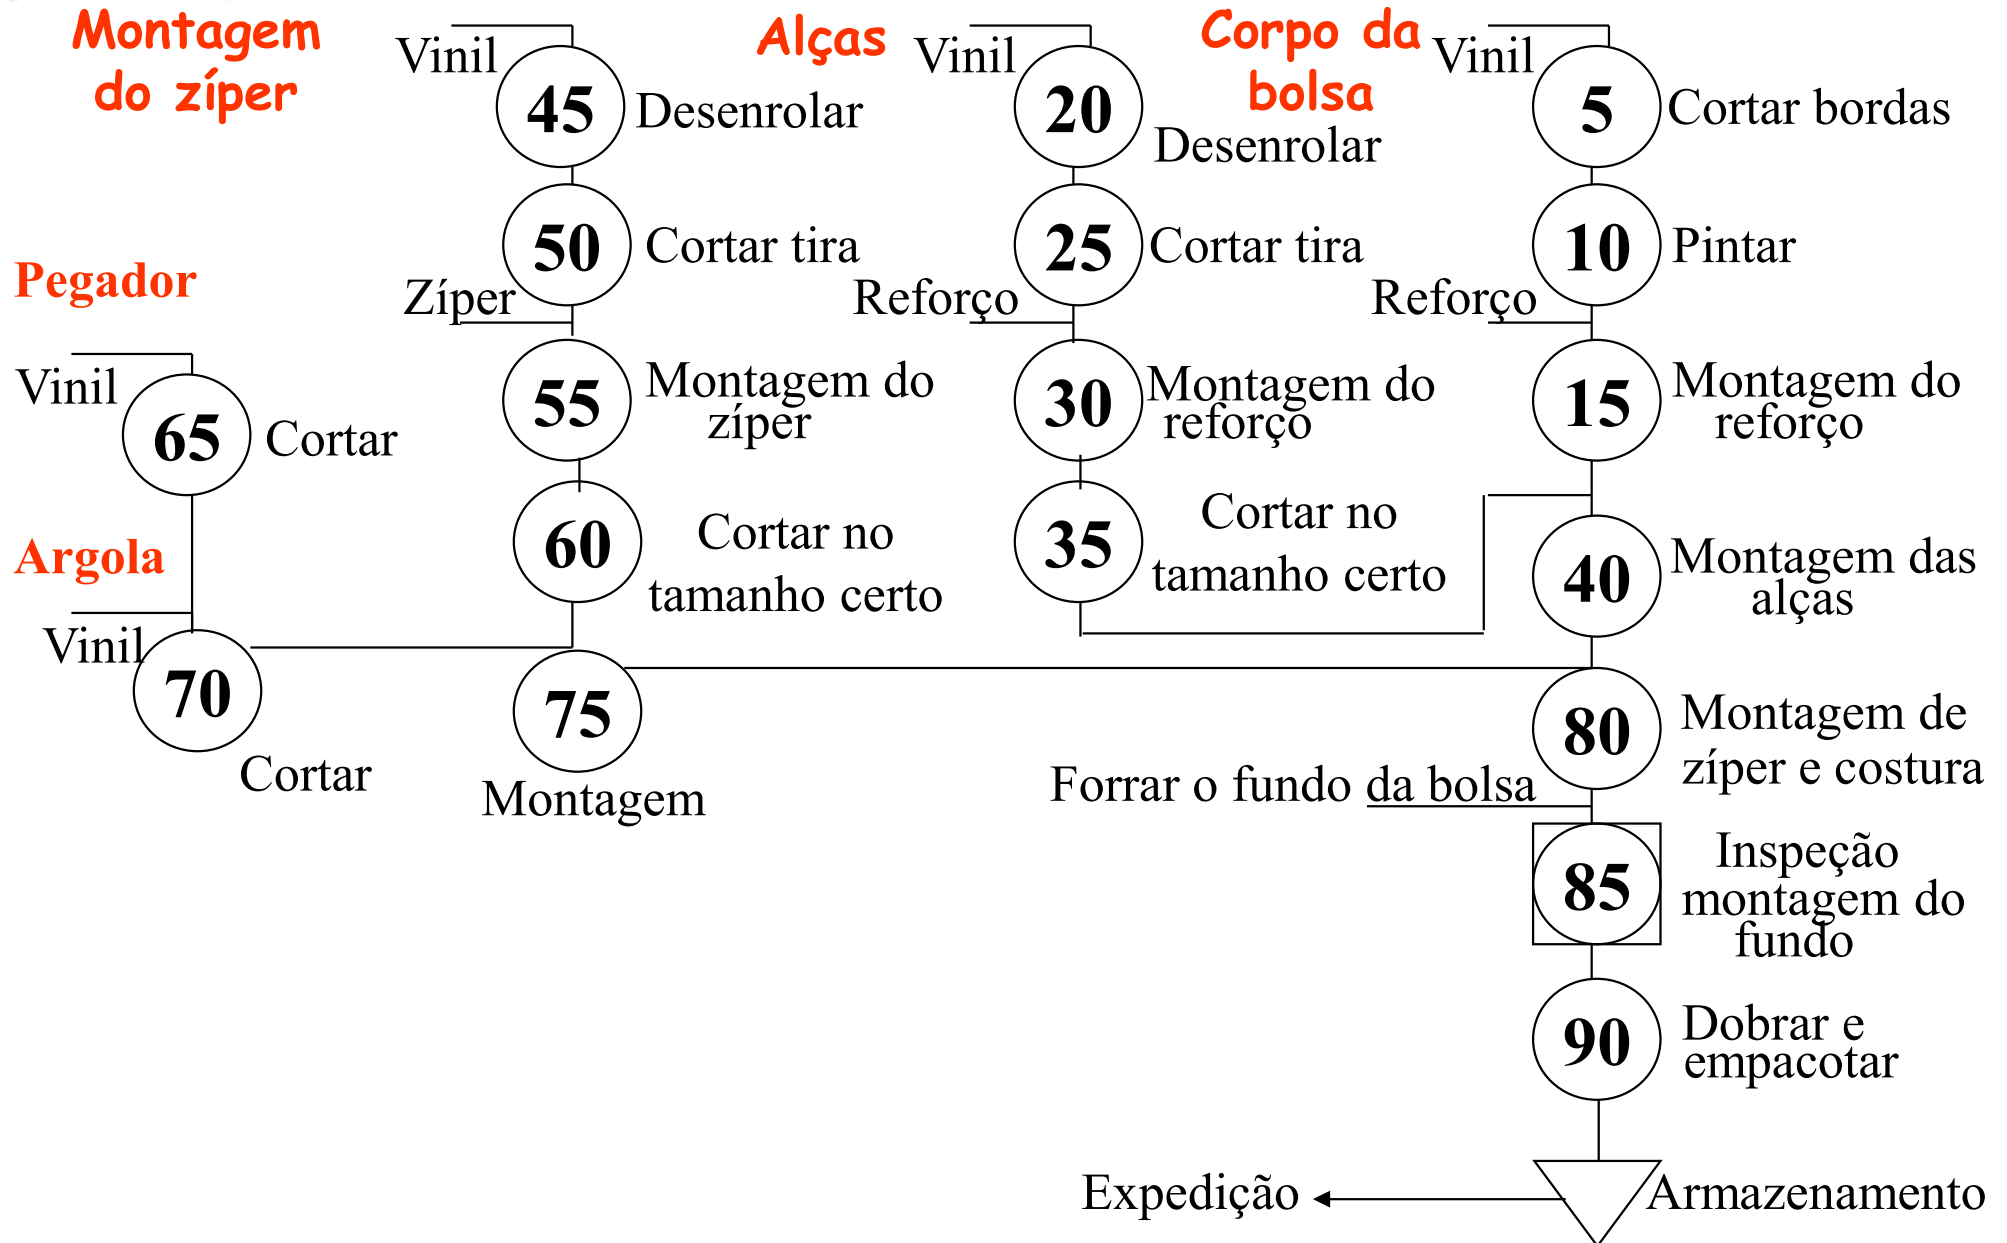 Montagem
do zíper
Vinil
45
Desenrolar
50
Cortar tira
Zíper
55
Montagem do
zíper
60
Cortar no
tamanho certo
Pegador
Vinil
65
Cortar
Argola
Vinil
70
Cortar
75
Montagem
Alças
Vinil
20
Desenrolar
25
Cortar tira
Reforço
30
Montagem do
reforço
35
Cortar no
tamanho certo
Corpo da
bolsa
Vinil
5
Cortar bordas
10
Pintar
Reforço
15
Montagem do
reforço
40
Montagem das
alças
80
Montagem de
zíper e costura
Forrar o fundo da bolsa
85
Inspeção
montagem do
fundo
90
Dobrar e
empacotar
Armazenamento
Expedição